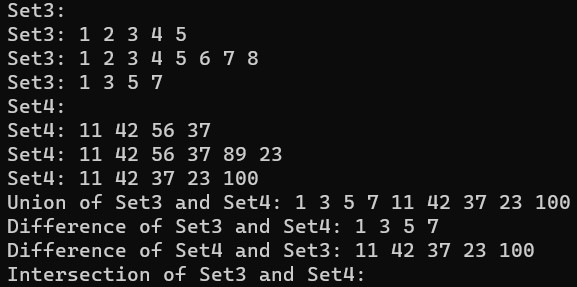 Set3:
Set3: 1 2 3 4 5
Set3: 1 2 3 4 5 6 7 8
Set3: 1 3 5 7
Set4:
Set4: 11 42 56 37
Set4: 11 42 56 37 89 23
Set4: 11 42 37 23 100
Union of Set3 and Set4: 1 3 5 7 11 42 37 23 100
Difference of Set3 and Set4: 1 3 5 7
Difference of Set4 and Set3: 11 42 37 23 100
Intersection of Set3 and Set4: